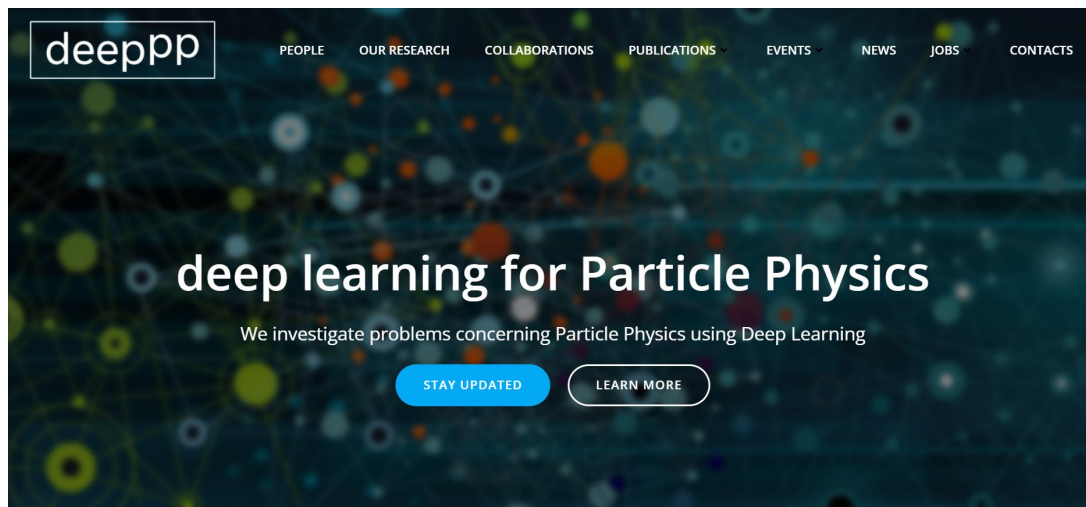 deeppp
PEOPLE OUR RESEARCH COLLABORATIONS PUBLICATIONS EVENTS NEWS JOBS CONTACTS
deep learning for Particle Physics
We investigate problems concerning Particle Physics using Deep Learning
STAY UPDATED LEARN MORE